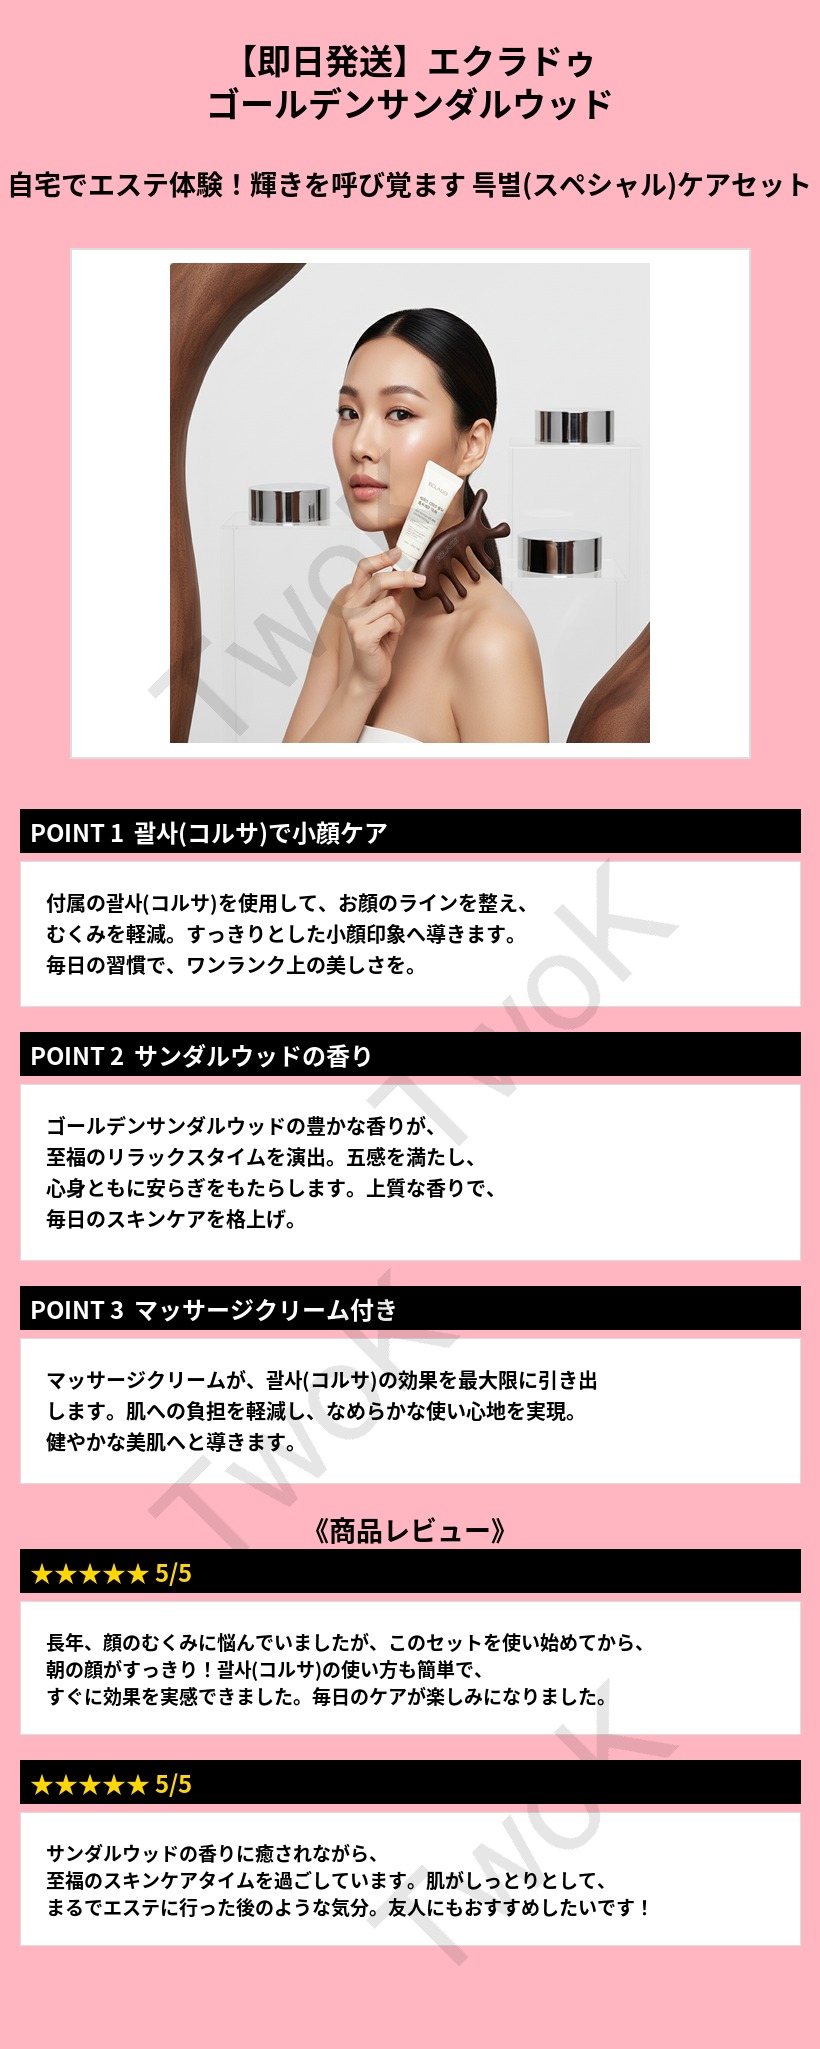 【即日発送】エクラドゥ
ゴールデンサンダルウッド
自宅でエステ体験！輝きを呼び覚ます 특별(スペシャル)ケアセット
POINT 1 괄사(コルサ)で小顔ケア
付属の괄사(コルサ)を使用して、お顔のラインを整え、
むくみを軽減。すっきりとした小顔印象へ導きます。
毎日の習慣で、ワンランク上の美しさを。
POINT 2 サンダルウッドの香り
ゴールデンサンダルウッドの豊かな香りが、
至福のリラックスタイムを演出。五感を満たし、
心身ともに安らぎをもたらします。上質な香りで、
毎日のスキンケアを格上げ。
POINT 3 マッサージクリーム付き
マッサージクリームが、괄사(コルサ)の効果を最大限に引き出
します。肌への負担を軽減し、なめらかな使い心地を実現。
健やかな美肌へと導きます。
《商品レビュー》
★★★★★ 5/5
長年、顔のむくみに悩んでいましたが、このセットを使い始めてから、
朝の顔がすっきり！괄사(コルサ)の使い方も簡単で、
すぐに効果を実感できました。毎日のケアが楽しみになりました。
★★★★★ 5/5
サンダルウッドの香りに癒されながら、
至福のスキンケアタイムを過ごしています。肌がしっとりとして、
まるでエステに行った後のような気分。友人にもおすすめしたいです！
TwoK
TwoK
TwoK
TwoK